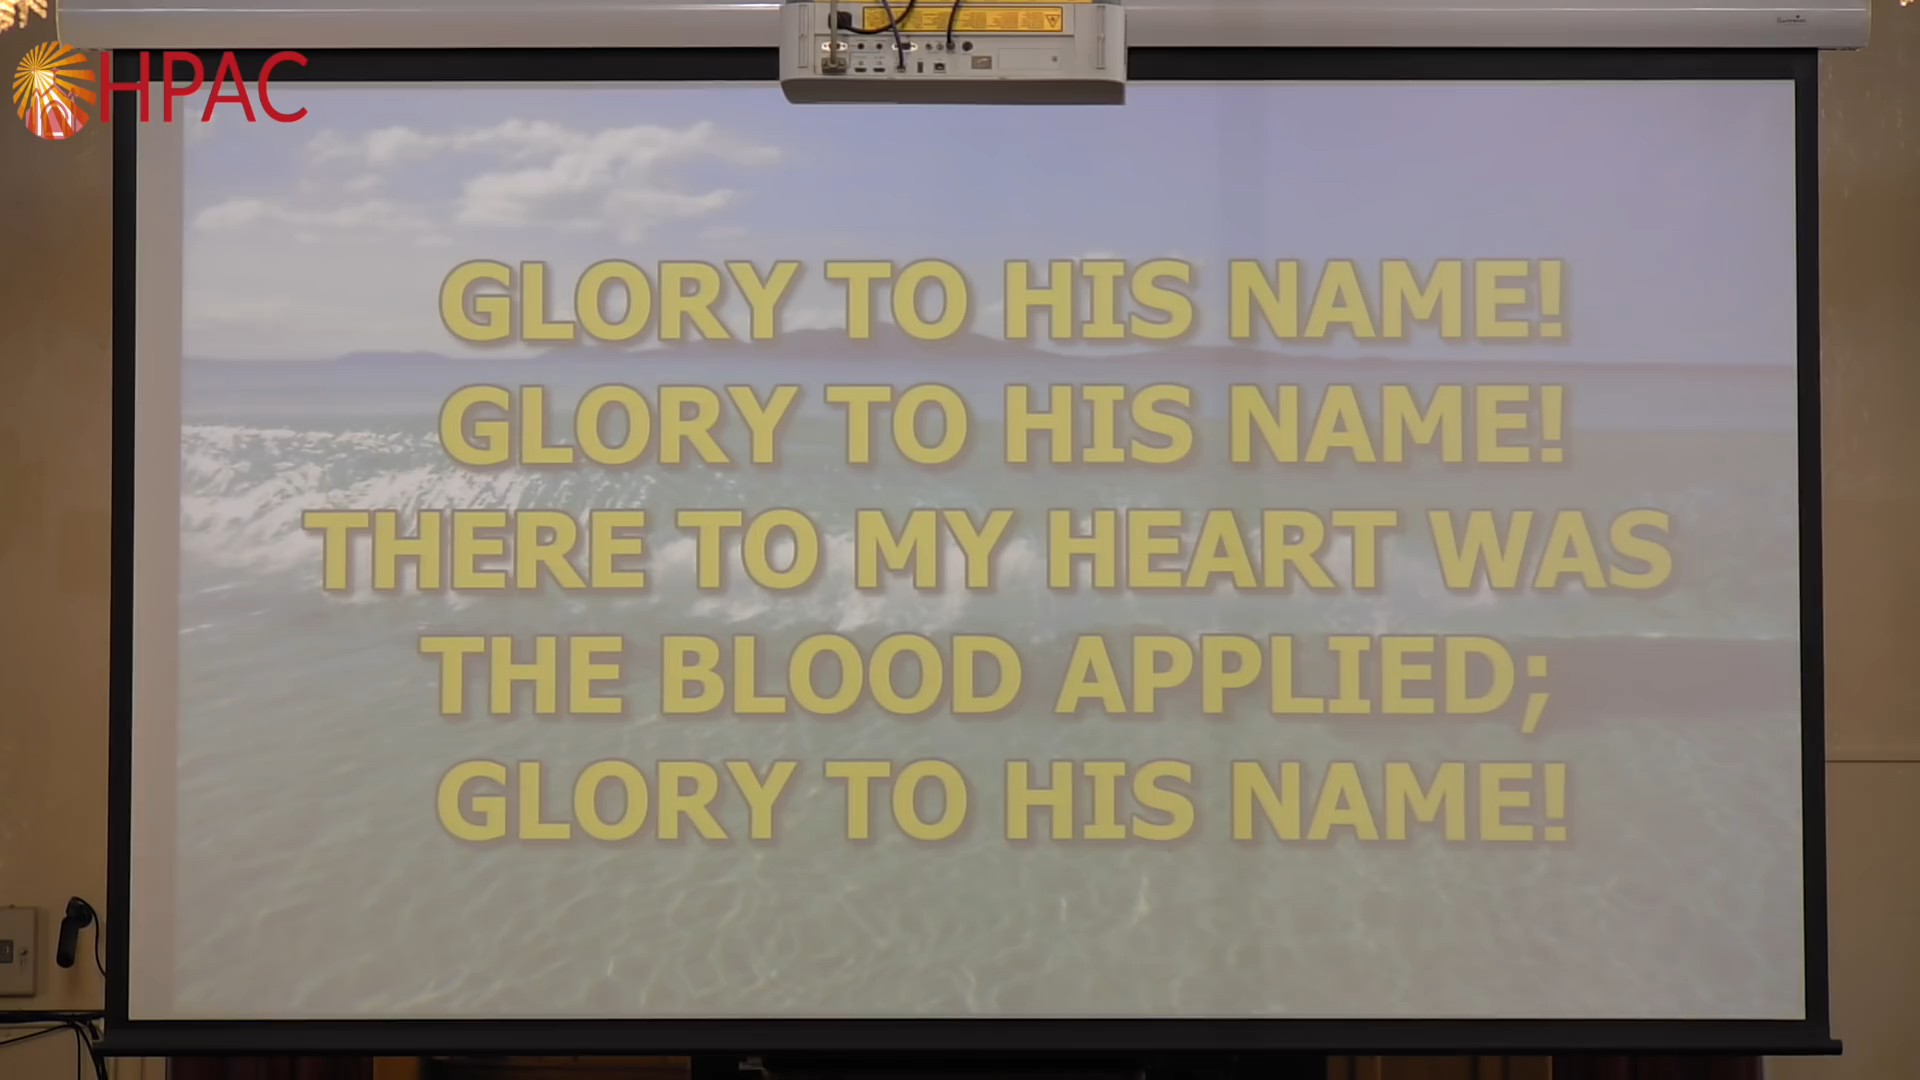 HPAC
GLORY TO HIS NAME!
GLORY TO HIS NAME!
THERE TO MY HEART WAS
THE BLOOD APPLIED;
GLORY TO HIS NAME!